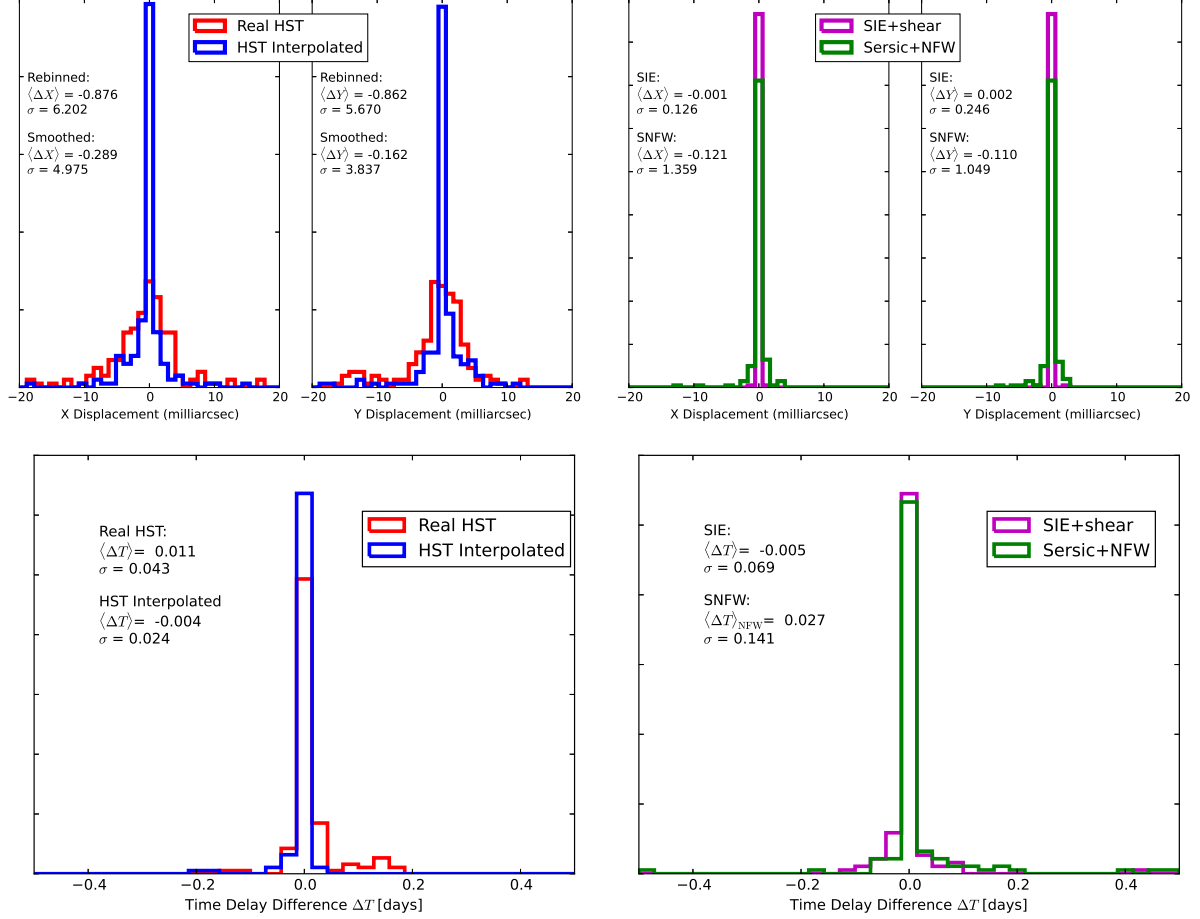 Real HST
HST Interpolated
Rebinned:
⟨ΔX⟩ = -0.876
σ = 6.202
Smoothed:
⟨ΔX⟩ = -0.289
σ = 4.975
Rebinned:
⟨ΔY⟩ = -0.862
σ = 5.670
Smoothed:
⟨ΔY⟩ = -0.162
σ = 3.837
−20 −10 0 10 20
X Displacement (milliarcsec)
−20 −10 0 10 20
Y Displacement (milliarcsec)
SIE+shear
Sersic+NFW
SIE:
⟨ΔX⟩ = -0.001
σ = 0.126
SNFW:
⟨ΔX⟩ = -0.121
σ = 1.359
SIE:
⟨ΔY⟩ = 0.002
σ = 0.246
SNFW:
⟨ΔY⟩ = -0.110
σ = 1.049
−20 −10 0 10 20
X Displacement (milliarcsec)
−20 −10 0 10 20
Y Displacement (milliarcsec)
Real HST
HST Interpolated
Real HST:
⟨ΔT⟩= 0.011
σ = 0.043
HST Interpolated
⟨ΔT⟩= -0.004
σ = 0.024
−0.4 −0.2 0.0 0.2 0.4
Time Delay Difference ΔT [days]
SIE+shear
Sersic+NFW
SIE:
⟨ΔT⟩= -0.005
σ = 0.069
SNFW:
⟨ΔT⟩NFW= 0.027
σ = 0.141
−0.4 −0.2 0.0 0.2 0.4
Time Delay Difference ΔT [days]